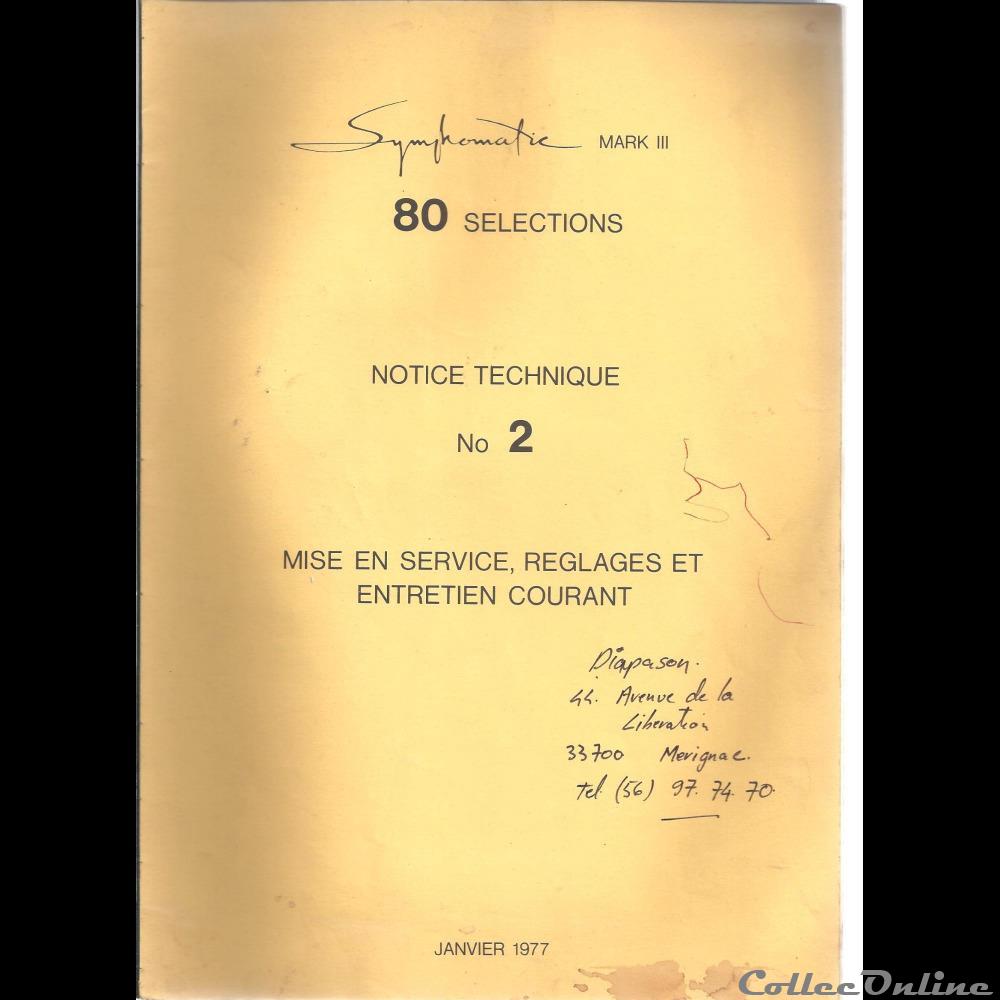 Symphomatic MARK III
80 SELECTIONS
NOTICE TECHNIQUE
No 2
MISE EN SERVICE, REGLAGES ET
ENTRETIEN COURANT
Diapason.
44. Avenue de la
Liberation
33700 Merignac.
tel (56) 97. 74. 70
JANVIER 1977
CollecOnline